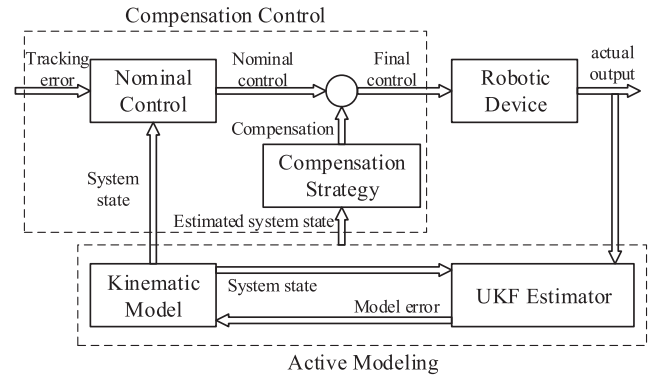 Compensation Control
Tracking
error
Nominal
Control
Nominal
control
Final
control
Robotic
Device
actual
output
Compensation
Compensation
Strategy
System
state
Estimated system state
Kinematic
Model
System state
Model error
UKF Estimator
Active Modeling